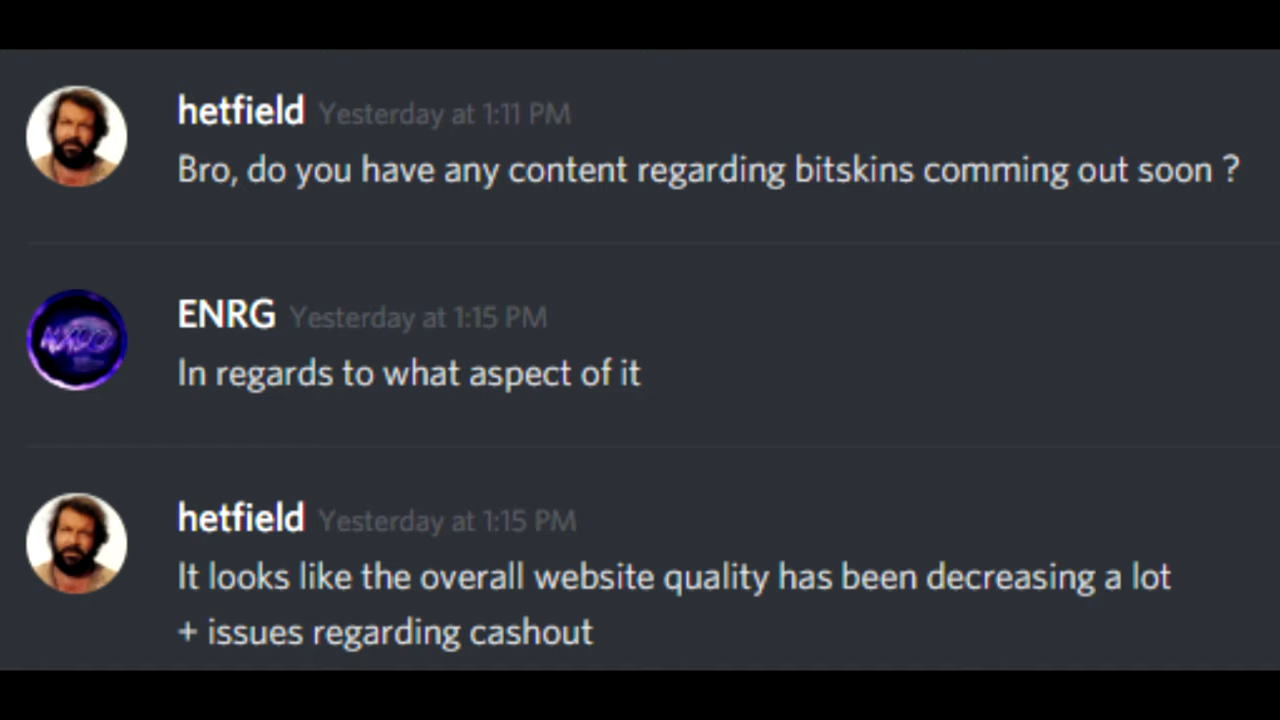 hetfield Yesterday at 1:11 PM
Bro, do you have any content regarding bitskins comming out soon ?
ENRG Yesterday at 1:15 PM
In regards to what aspect of it
hetfield Yesterday at 1:15 PM
It looks like the overall website quality has been decreasing a lot
+ issues regarding cashout